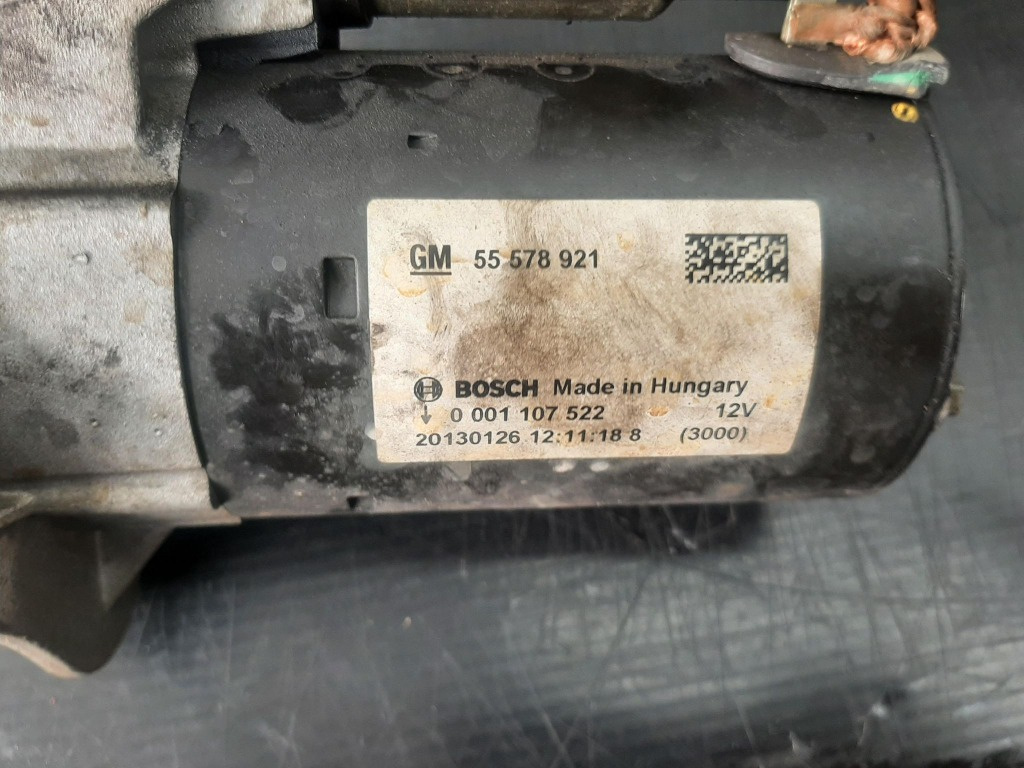 GM 55 578 921
BOSCH Made in Hungary
0 001 107 522 12V
20130126 12:11:18 8 (3000)